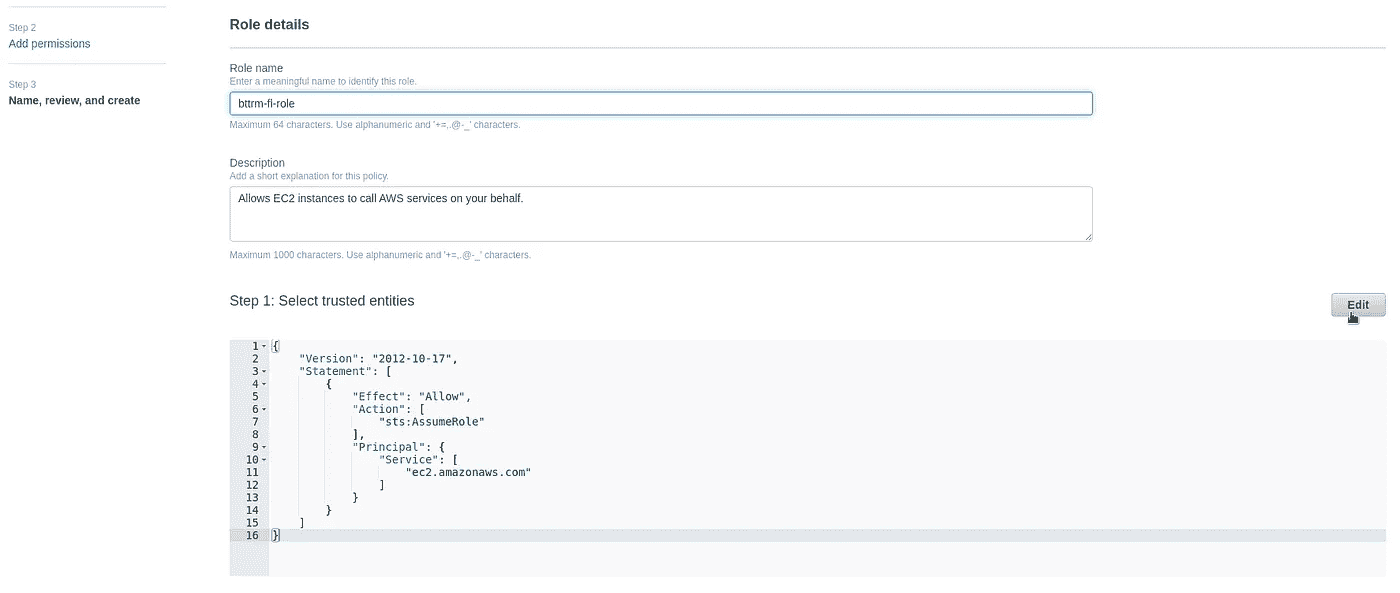 Step 2
Add permissions
Step 3
Name, review, and create
Role details
Role name
Enter a meaningful name to identify this role.
bttrm-fi-role
Maximum 64 characters. Use alphanumeric and '+=,.@-_' characters.
Description
Add a short explanation for this policy.
Allows EC2 instances to call AWS services on your behalf.
Maximum 1000 characters. Use alphanumeric and '+=,.@-_' characters.
Step 1: Select trusted entities
Edit
1 {
2     "Version": "2012-10-17",
3     "Statement": [
4         {
5             "Effect": "Allow",
6             "Action": [
7                 "sts:AssumeRole"
8             ],
9             "Principal": {
10                 "Service": [
11                     "ec2.amazonaws.com"
12                 ]
13             }
14         }
15     ]
16 }